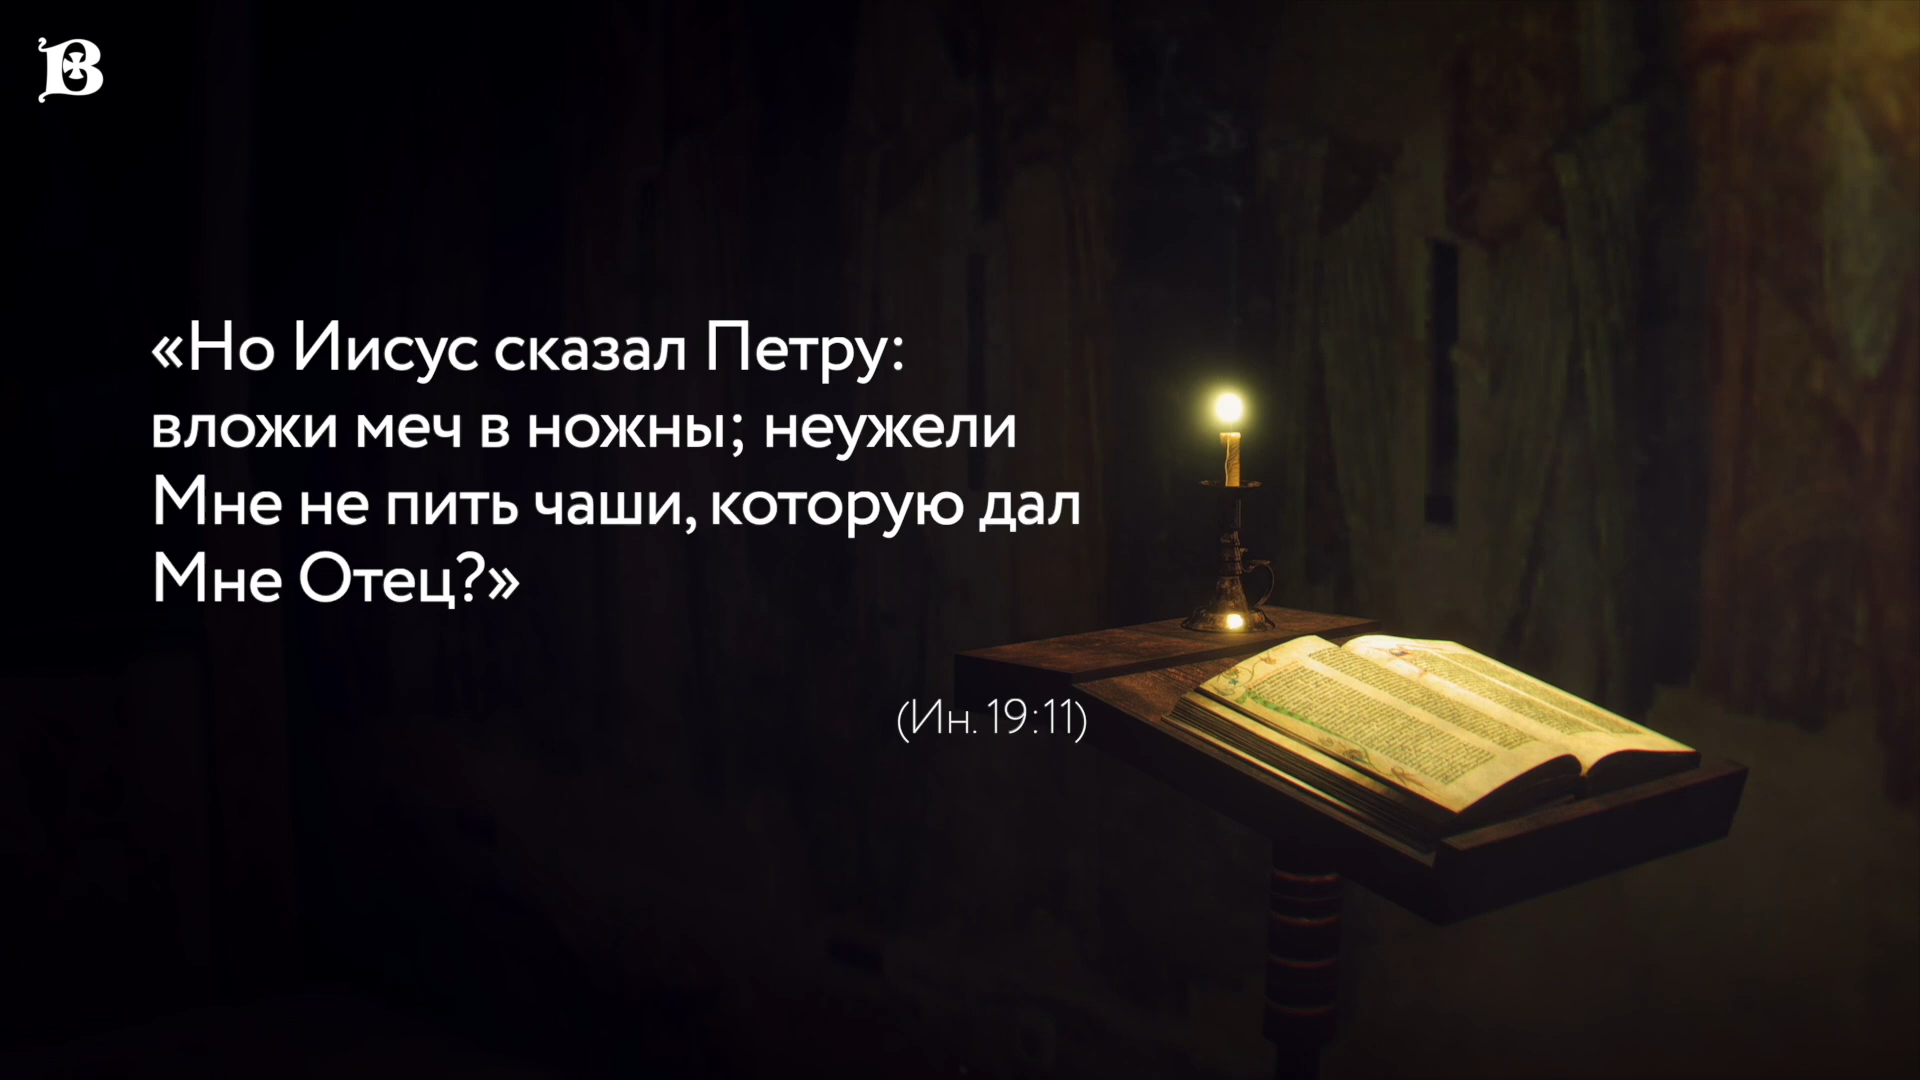 В
«Но Иисус сказал Петру:
вложи меч в ножны; неужели
Мне не пить чаши, которую дал
Мне Отец?»
(Ин. 19:11)